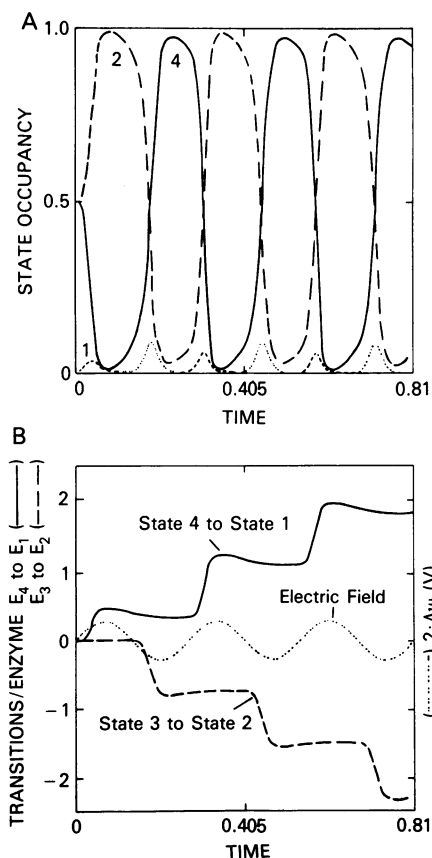 A
1.0
2
4
STATE OCCUPANCY
0.5
1
0
0
0.405
0.81
TIME
B
TRANSITIONS/ENZYME E4 to E1 (———)
E3 to E2 (– – –)
2
State 4 to State 1
1
Electric Field
0
-1
State 3 to State 2
-2
0
0.405
0.81
TIME